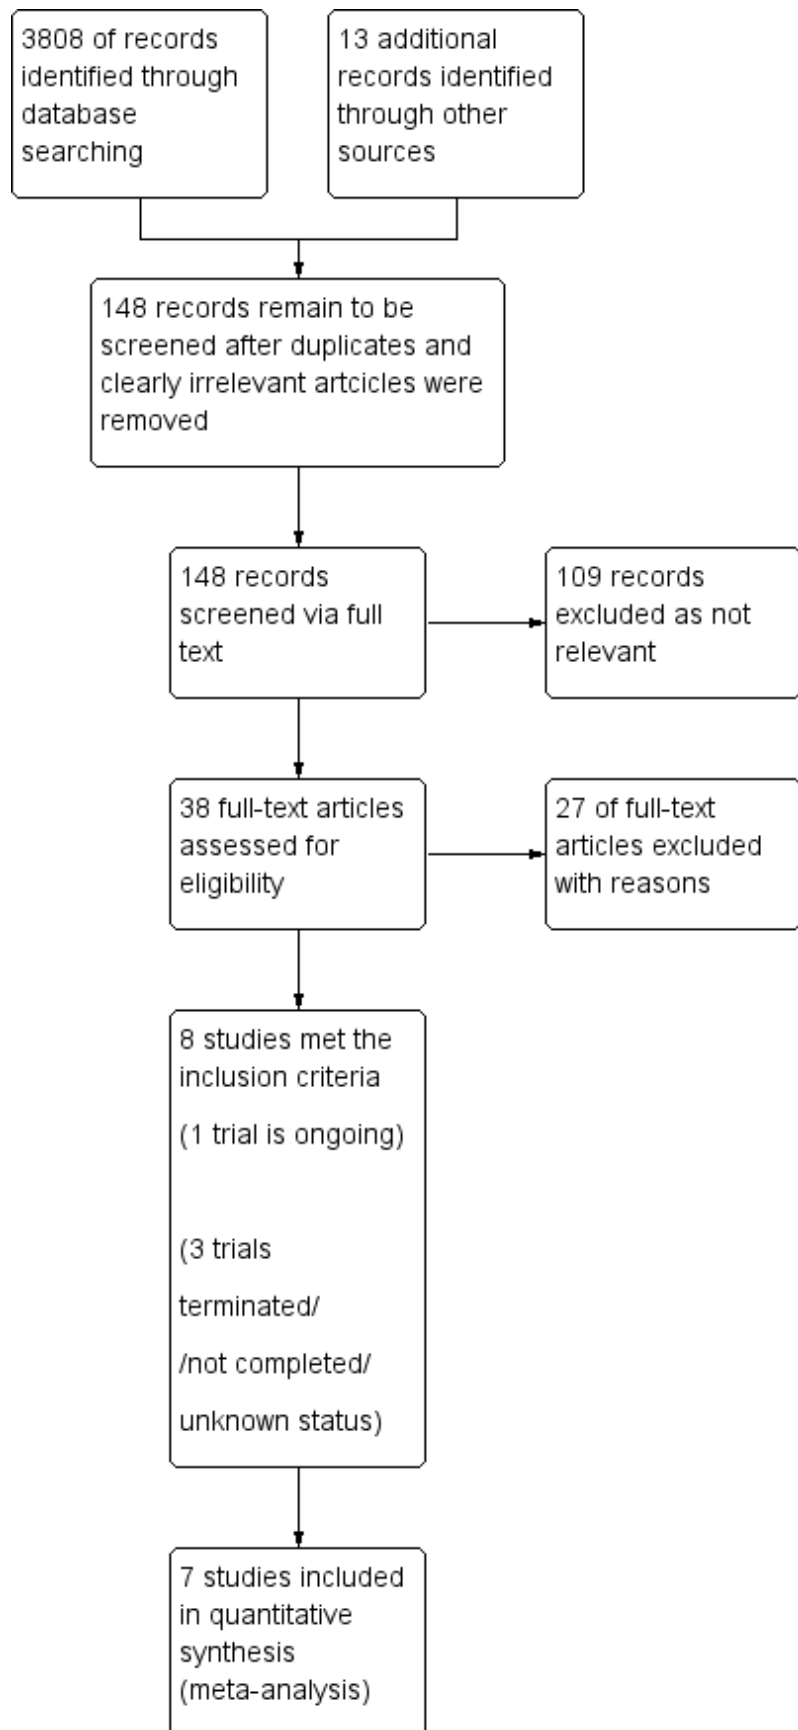 3808 of records
identified through
database
searching
13 additional
records identified
through other
sources
148 records remain to be
screened after duplicates and
clearly irrelevant artcicles were
removed
148 records
screened via full
text
109 records
excluded as not
relevant
38 full-text articles
assessed for
eligibility
27 of full-text
articles excluded
with reasons
8 studies met the
inclusion criteria
(1 trial is ongoing)
(3 trials
terminated/
/not completed/
unknown status)
7 studies included
in quantitative
synthesis
(meta-analysis)